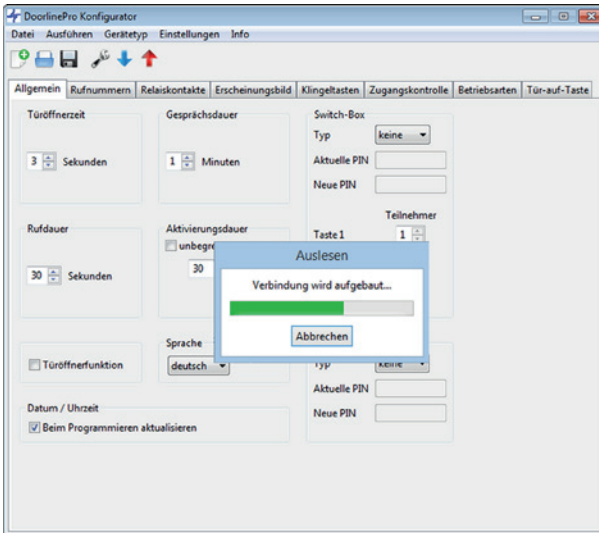 DoorlinePro Konfigurator
Datei Ausführen Gerätetyp Einstellungen Info
Allgemein Rufnummern Relaiskontakte Erscheinungsbild Klingeltasten Zugangskontrolle Betriebsarten Tür-auf-Taste
Türöffnerzeit
3 Sekunden
Gesprächsdauer
1 Minuten
Switch-Box
Typ keine
Aktuelle PIN
Neue PIN
Teilnehmer
Taste 1 1
Rufdauer
30 Sekunden
Aktivierungsdauer
unbegre
30
Auslesen
Verbindung wird aufgebaut...
Abbrechen
Türöffnerfunktion
Sprache
deutsch
Typ keine
Aktuelle PIN
Neue PIN
Datum / Uhrzeit
Beim Programmieren aktualisieren